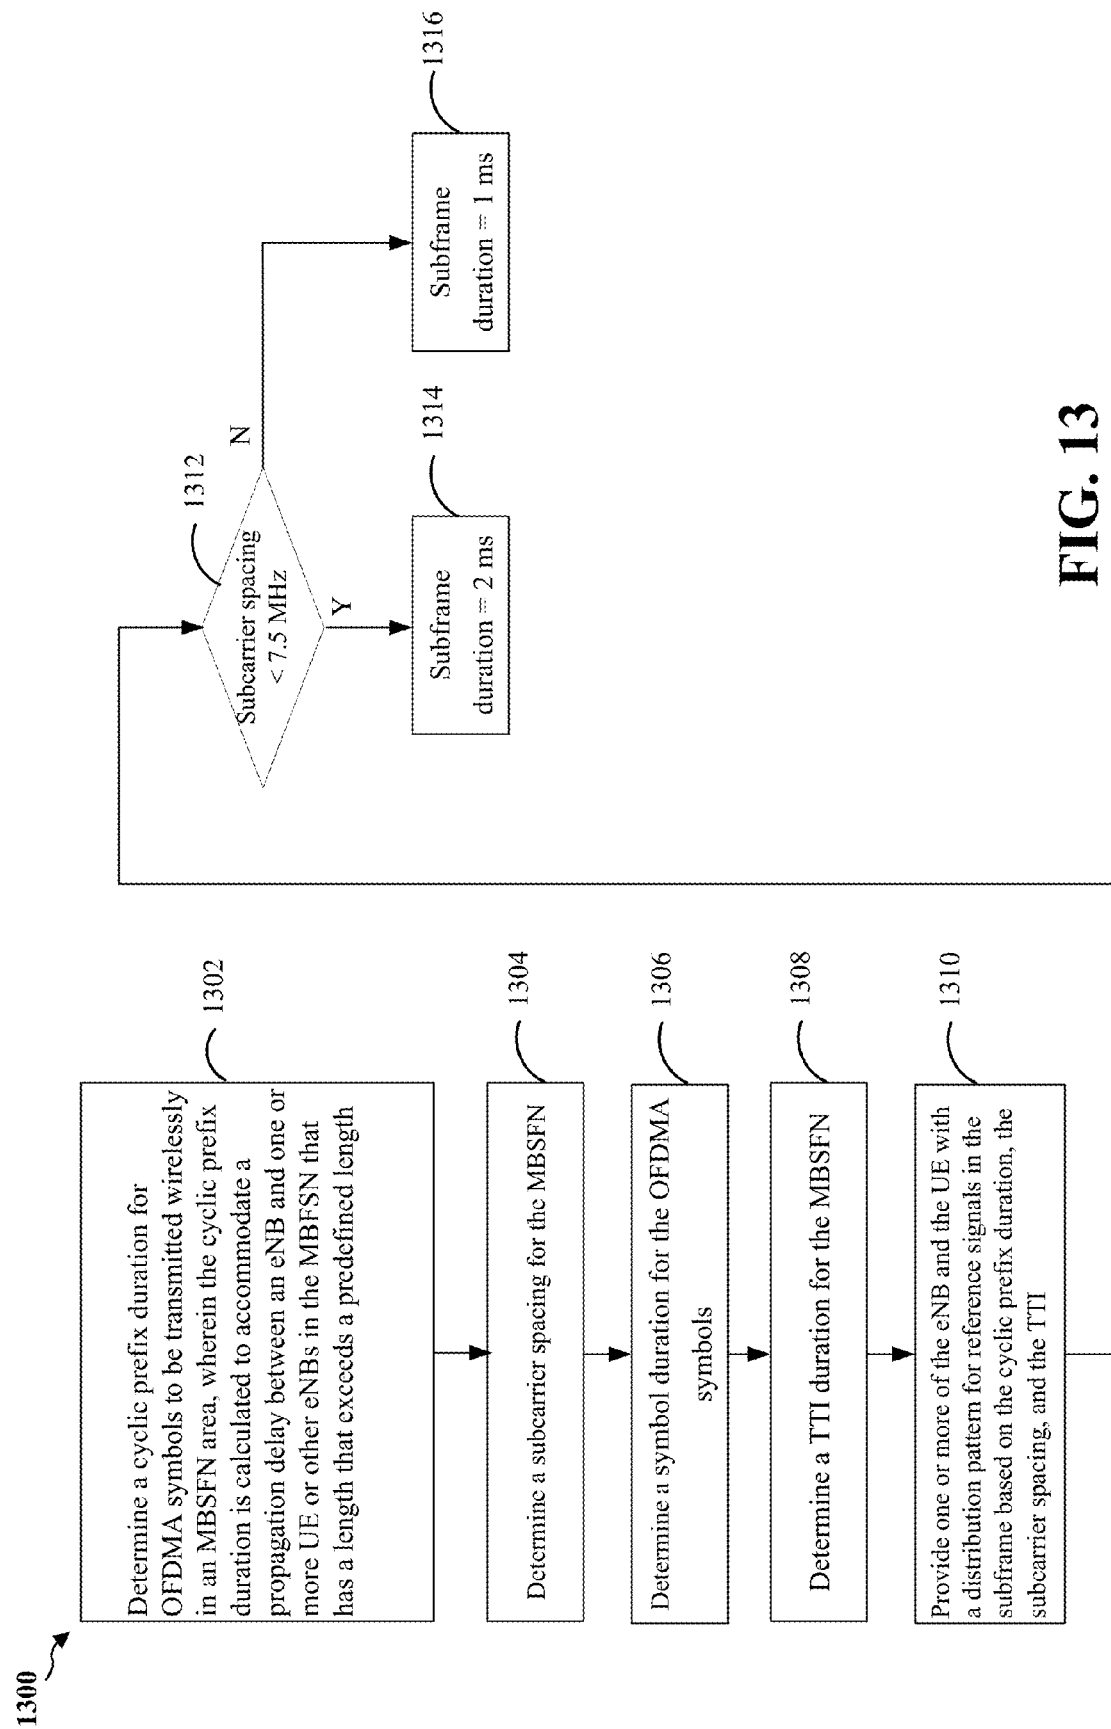 1300
Determine a cyclic prefix duration for
OFDMA symbols to be transmitted wirelessly
in an MBSFN area, wherein the cyclic prefix
duration is calculated to accommodate a
propagation delay between an eNB and one or
more UE or other eNBs in the MBFSN that
has a length that exceeds a predefined length
1302
Determine a subcarrier spacing for the MBSFN
1304
Determine a symbol duration for the OFDMA
symbols
1306
Determine a TTI duration for the MBSFN
1308
Provide one or more of the eNB and the UE with
a distribution pattern for reference signals in the
subframe based on the cyclic prefix duration, the
subcarrier spacing, and the TTI
1310
Subcarrier spacing
< 7.5 MHz
1312
Y
N
Subframe
duration = 2 ms
1314
Subframe
duration = 1 ms
1316
FIG. 13